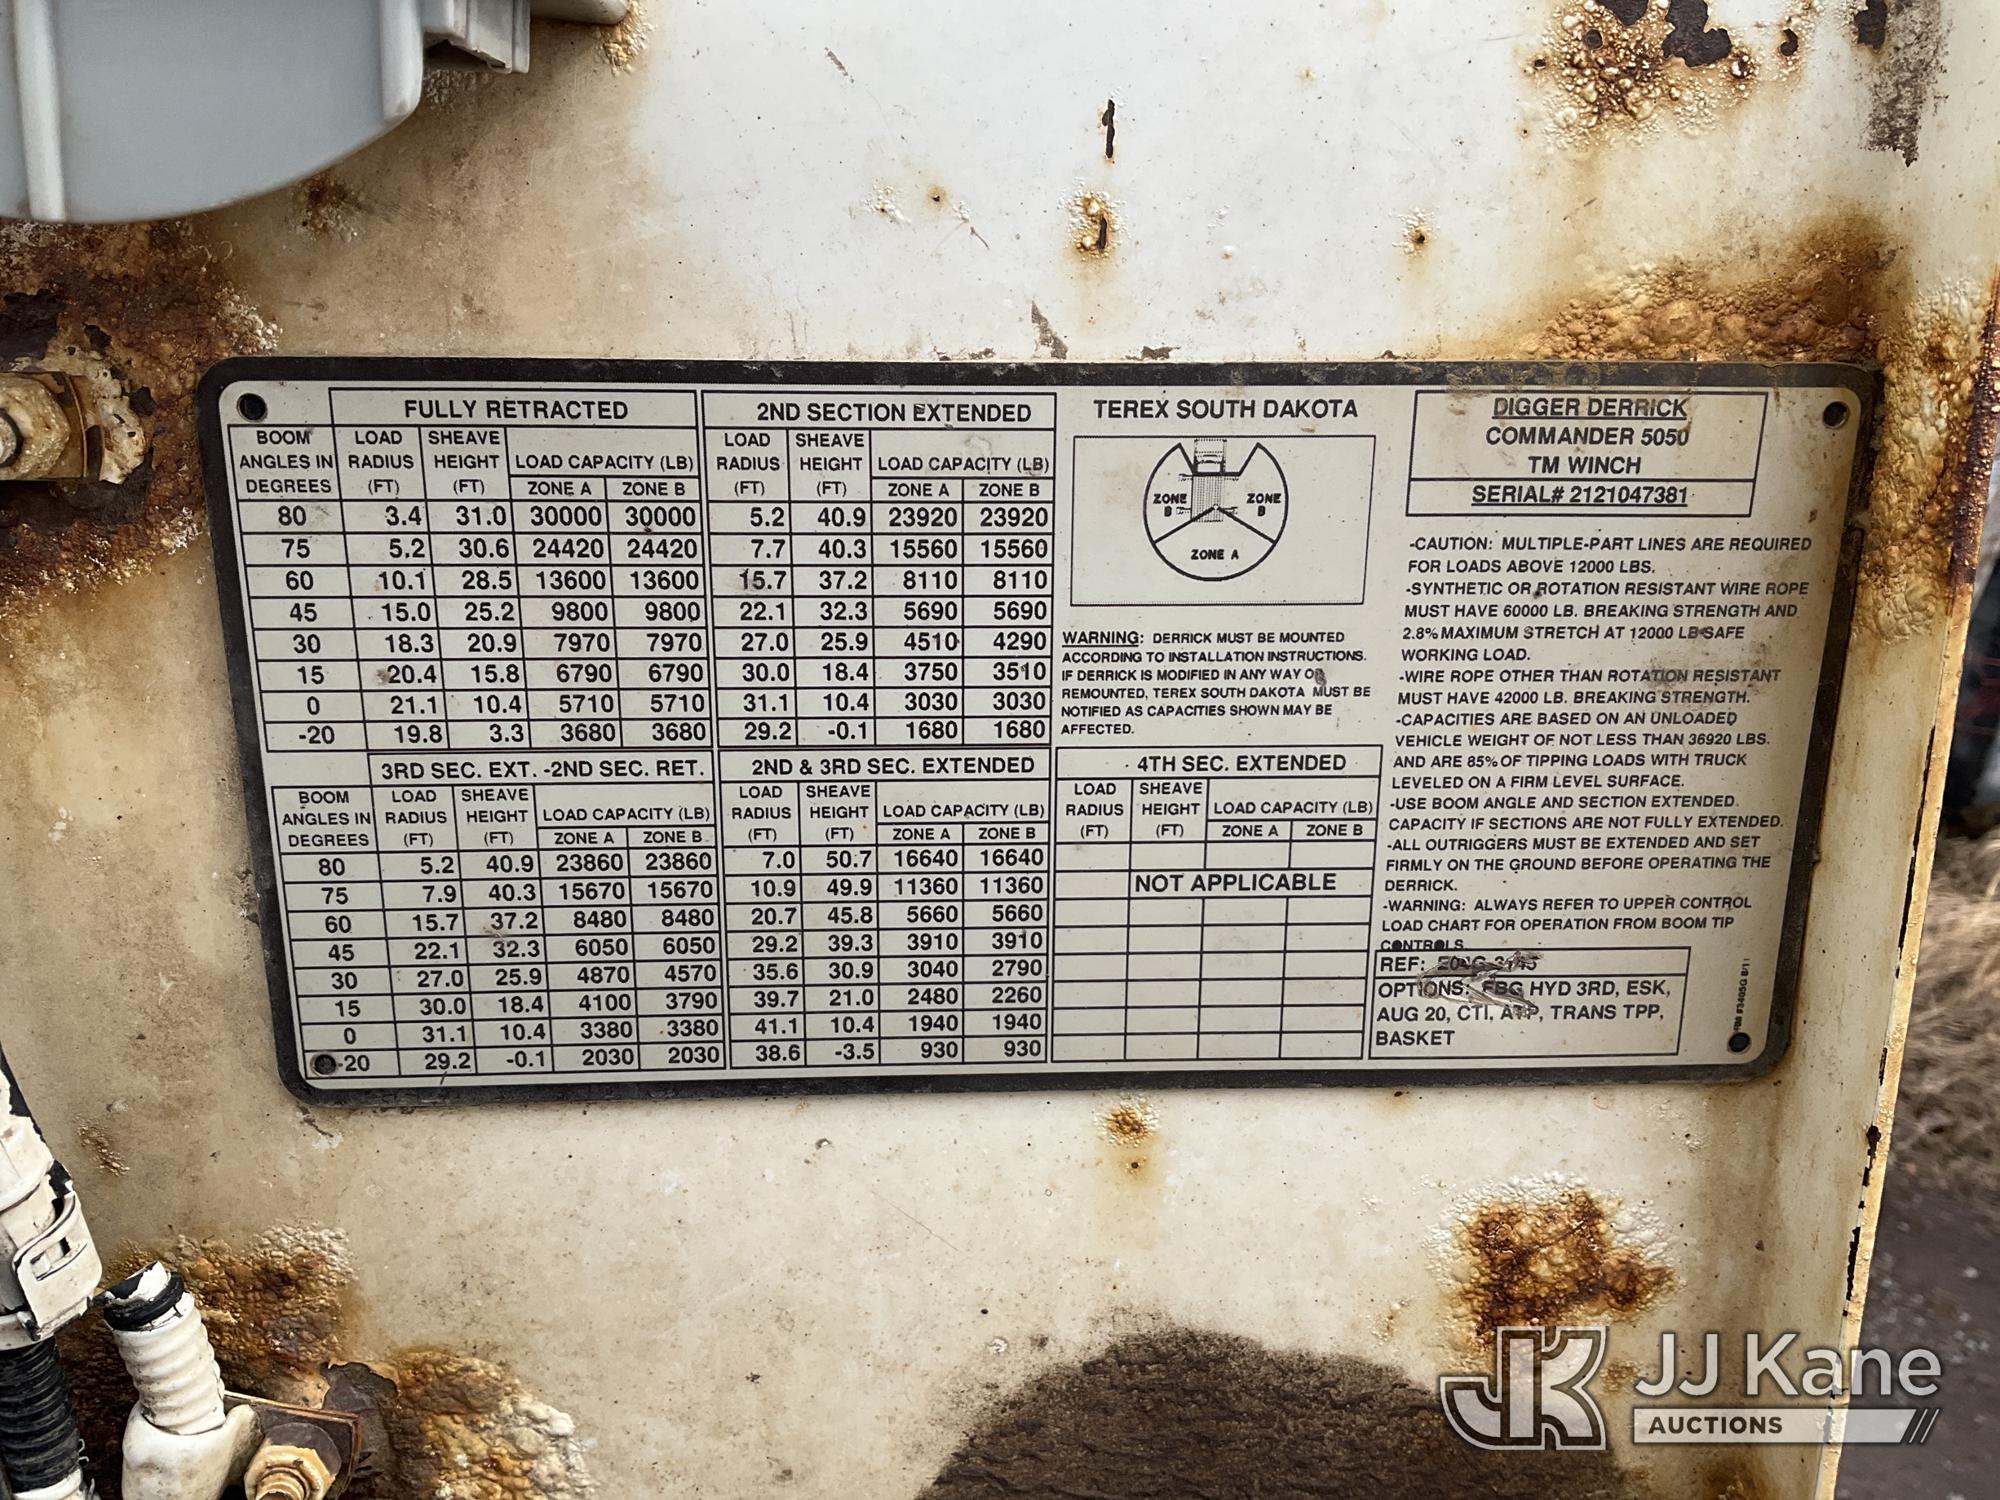 FULLY RETRACTED
BOOM ANGLES IN DEGREES | LOAD RADIUS (FT) | SHEAVE HEIGHT (FT) | LOAD CAPACITY (LB) ZONE A | ZONE B
80 3.4 31.0 30000 30000
75 5.2 30.6 24420 24420
60 10.1 28.5 13600 13600
45 15.0 25.2 9800 9800
30 18.3 20.9 7970 7970
15 20.4 15.8 6790 6790
0 21.1 10.4 5710 5710
-20 19.8 3.3 3680 3680
2ND SECTION EXTENDED
LOAD RADIUS (FT) | SHEAVE HEIGHT (FT) | LOAD CAPACITY (LB) ZONE A | ZONE B
5.2 40.9 23920 23920
7.7 40.3 15560 15560
15.7 37.2 8110 8110
22.1 32.3 5690 5690
27.0 25.9 4510 4290
30.0 18.4 3750 3510
31.1 10.4 3030 3030
29.2 -0.1 1680 1680
3RD SEC. EXT. -2ND SEC. RET.
BOOM ANGLES IN DEGREES | LOAD RADIUS (FT) | SHEAVE HEIGHT (FT) | LOAD CAPACITY (LB) ZONE A | ZONE B
80 5.2 40.9 23860 23860
75 7.9 40.3 15670 15670
60 15.7 37.2 8480 8480
45 22.1 32.3 6050 6050
30 27.0 25.9 4870 4570
15 30.0 18.4 4100 3790
0 31.1 10.4 3380 3380
-20 29.2 -0.1 2030 2030
2ND & 3RD SEC. EXTENDED
LOAD RADIUS (FT) | SHEAVE HEIGHT (FT) | LOAD CAPACITY (LB) ZONE A | ZONE B
7.0 50.7 16640 16640
10.9 49.9 11360 11360
20.7 45.8 5660 5660
29.2 39.3 3910 3910
35.6 30.9 3040 2790
39.7 21.0 2480 2260
41.1 10.4 1940 1940
38.6 -3.5 930 930
TEREX SOUTH DAKOTA
ZONE B
ZONE B
ZONE A
WARNING: DERRICK MUST BE MOUNTED
ACCORDING TO INSTALLATION INSTRUCTIONS.
IF DERRICK IS MODIFIED IN ANY WAY OR
REMOUNTED, TEREX SOUTH DAKOTA MUST BE
NOTIFIED AS CAPACITIES SHOWN MAY BE
AFFECTED.
4TH SEC. EXTENDED
LOAD RADIUS (FT) | SHEAVE HEIGHT (FT) | LOAD CAPACITY (LB) ZONE A | ZONE B
NOT APPLICABLE
DIGGER DERRICK
COMMANDER 5050
TM WINCH
SERIAL# 2121047381
-CAUTION: MULTIPLE-PART LINES ARE REQUIRED
FOR LOADS ABOVE 12000 LBS.
-SYNTHETIC OR ROTATION RESISTANT WIRE ROPE
MUST HAVE 60000 LB. BREAKING STRENGTH AND
2.8% MAXIMUM STRETCH AT 12000 LB SAFE
WORKING LOAD.
-WIRE ROPE OTHER THAN ROTATION RESISTANT
MUST HAVE 42000 LB. BREAKING STRENGTH.
-CAPACITIES ARE BASED ON AN UNLOADED
VEHICLE WEIGHT OF NOT LESS THAN 36920 LBS.
AND ARE 85% OF TIPPING LOADS WITH TRUCK
LEVELED ON A FIRM LEVEL SURFACE.
-USE BOOM ANGLE AND SECTION EXTENDED
CAPACITY IF SECTIONS ARE NOT FULLY EXTENDED.
-ALL OUTRIGGERS MUST BE EXTENDED AND SET
FIRMLY ON THE GROUND BEFORE OPERATING THE
DERRICK.
-WARNING: ALWAYS REFER TO UPPER CONTROL
LOAD CHART FOR OPERATION FROM BOOM TIP
CONTROLS.
REF:
OPTIONS: HYD 3RD, ESK,
AUG 20, CTI, TRANS TPP,
BASKET
JJ Kane
AUCTIONS